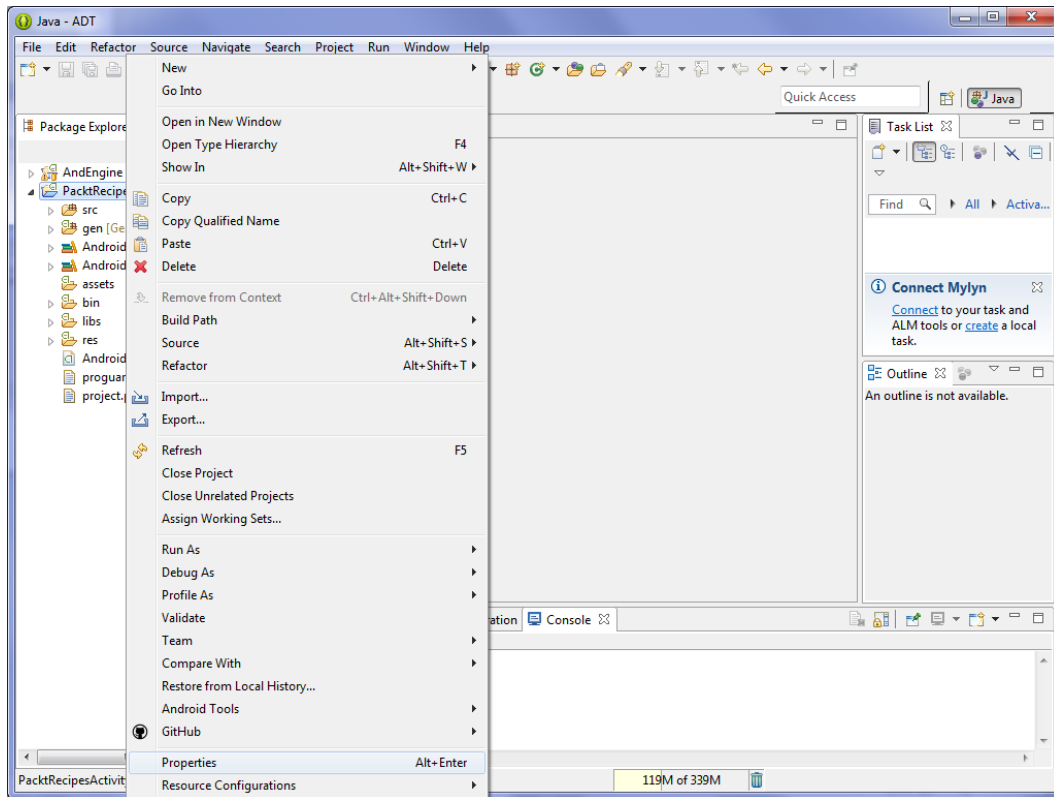 Java - ADT
File Edit Refactor Source Navigate Search Project Run Window Help
Quick Access
Java
Package Explore
AndEngine
PacktRecipe
src
gen [Ge
Android
Android
assets
bin
libs
res
Android
proguar
project.p
New
Go Into
Open in New Window
Open Type Hierarchy F4
Show In Alt+Shift+W
Copy Ctrl+C
Copy Qualified Name
Paste Ctrl+V
Delete Delete
Remove from Context Ctrl+Alt+Shift+Down
Build Path
Source Alt+Shift+S
Refactor Alt+Shift+T
Import...
Export...
Refresh F5
Close Project
Close Unrelated Projects
Assign Working Sets...
Run As
Debug As
Profile As
Validate
Team
Compare With
Restore from Local History...
Android Tools
GitHub
Properties Alt+Enter
Resource Configurations
Task List
Find All Activa...
Connect Mylyn
Connect to your task and
ALM tools or create a local
task.
Outline
An outline is not available.
ration Console
PacktRecipesActivit
119M of 339M